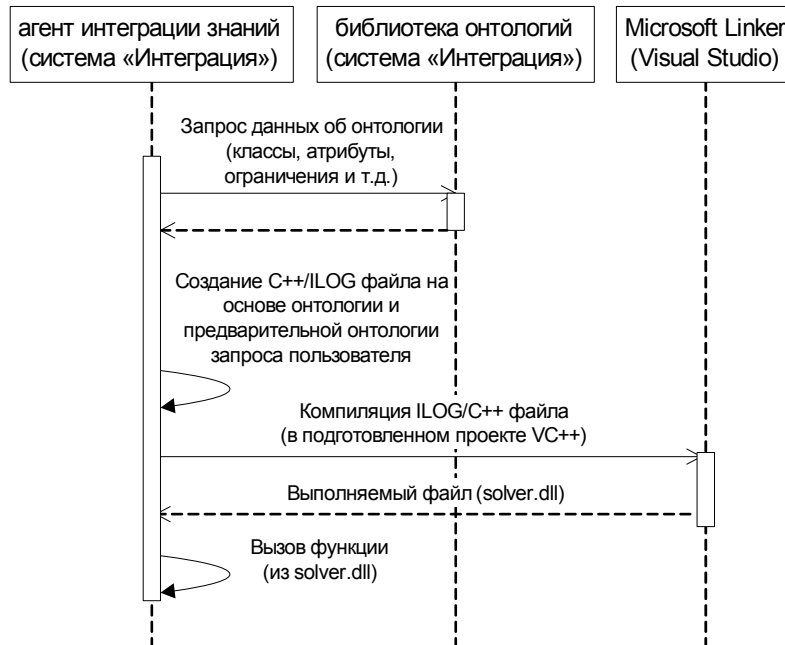 агент интеграции знаний
(система «Интеграция»)
библиотека онтологий
(система «Интеграция»)
Microsoft Linker
(Visual Studio)
Запрос данных об онтологии
(классы, атрибуты,
ограничения и т.д.)
Создание C++/ILOG файла на
основе онтологии и
предварительной онтологии
запроса пользователя
Компиляция ILOG/C++ файла
(в подготовленном проекте VC++)
Выполняемый файл (solver.dll)
Вызов функции
(из solver.dll)